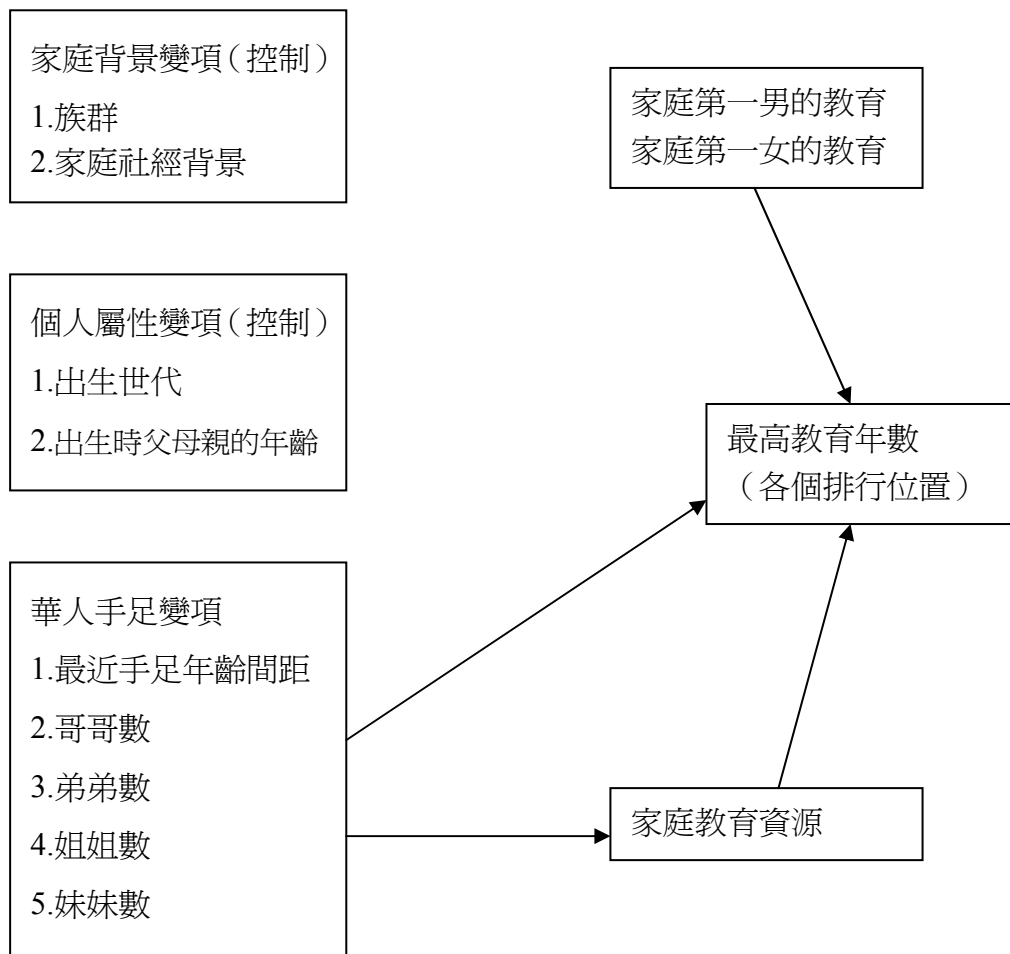 家庭背景變項（控制）
1.族群
2.家庭社經背景
家庭第一男的教育
家庭第一女的教育
個人屬性變項（控制）
1.出生世代
2.出生時父母親的年齡
最高教育年數
（各個排行位置）
華人手足變項
1.最近手足年齡間距
2.哥哥數
3.弟弟數
4.姐姐數
5.妹妹數
家庭教育資源